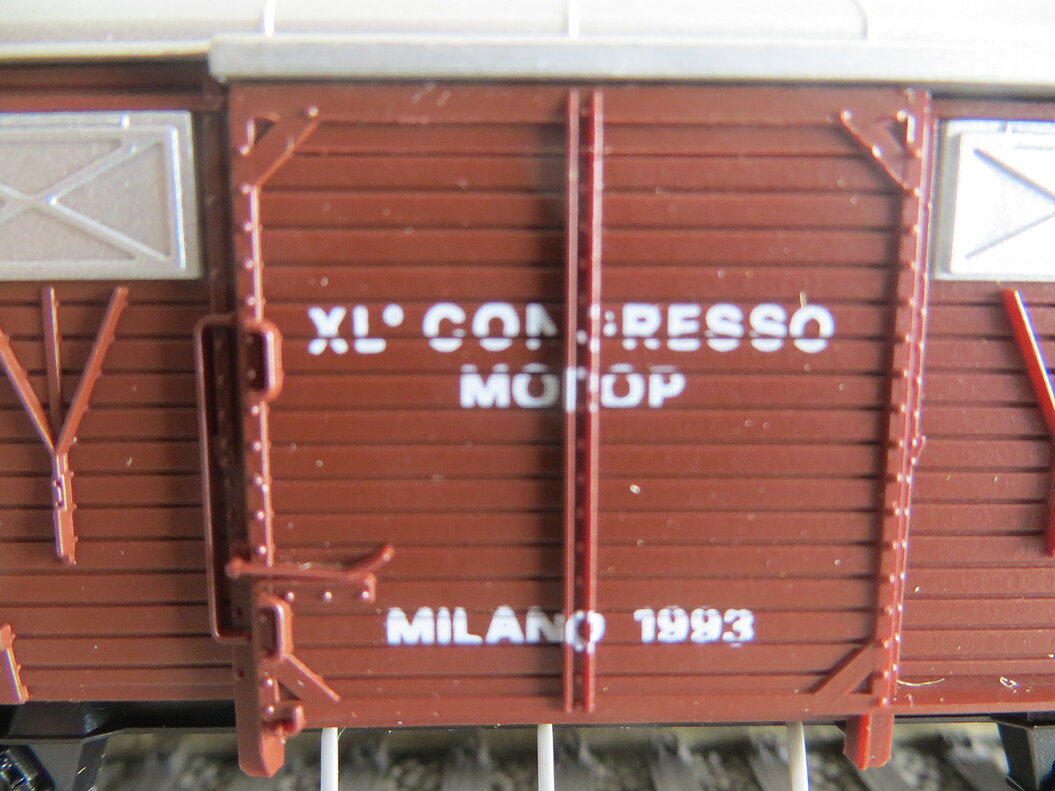 XL° CONGRESSO
MOROP
MILANO 1993